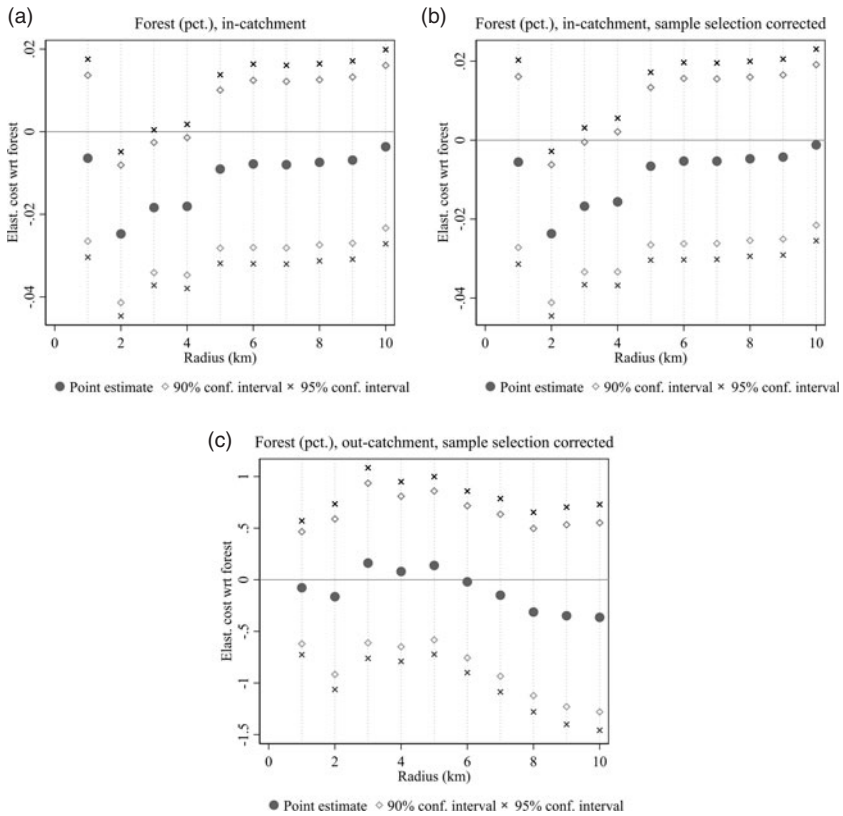 (a)
Forest (pct.), in-catchment
Elast. cost wrt forest
.02
0
-.02
-.04
0 2 4 6 8 10
Radius (km)
Point estimate 90% conf. interval 95% conf. interval
(b)
Forest (pct.), in-catchment, sample selection corrected
Elast. cost wrt forest
.02
0
-.02
-.04
0 2 4 6 8 10
Radius (km)
Point estimate 90% conf. interval 95% conf. interval
(c)
Forest (pct.), out-catchment, sample selection corrected
Elast. cost wrt forest
1
.5
0
-.5
-1
-1.5
0 2 4 6 8 10
Radius (km)
Point estimate 90% conf. interval 95% conf. interval